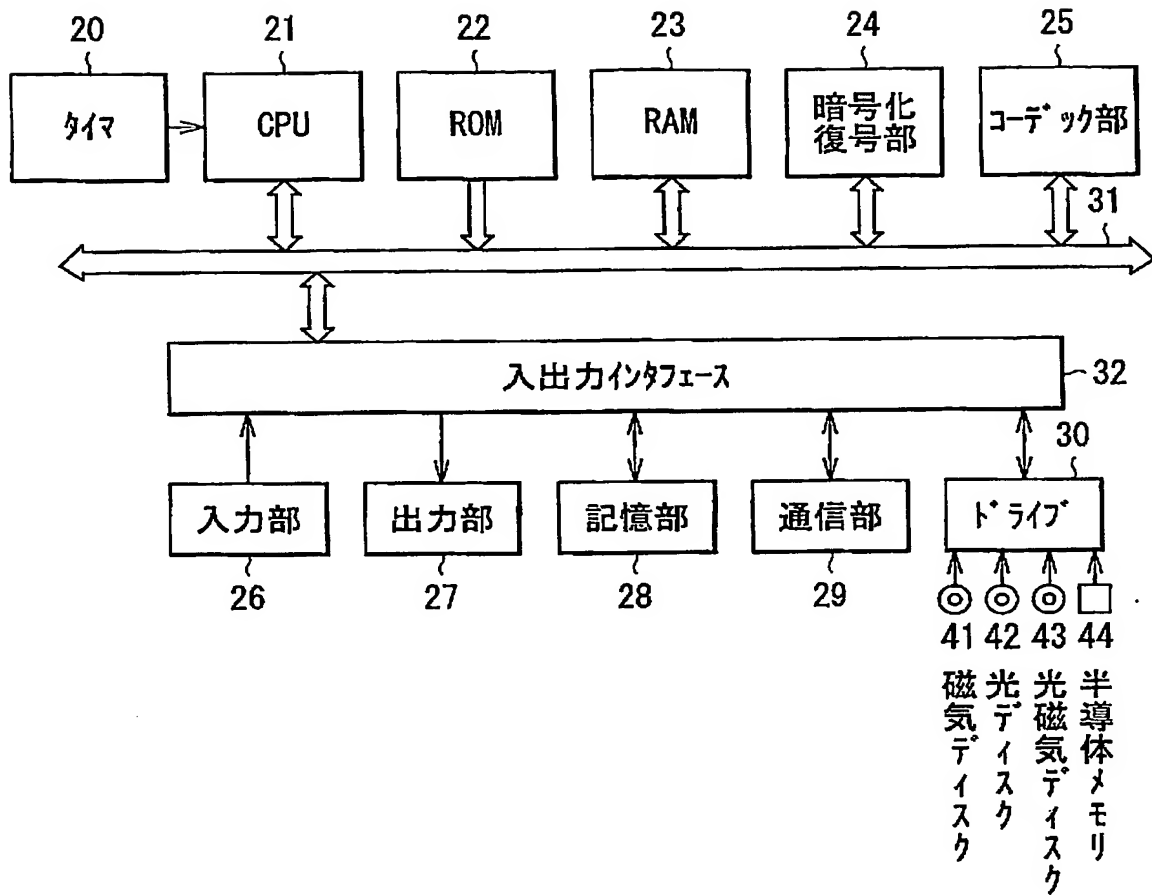 20
21
22
23
24
25
タイマ
CPU
ROM
RAM
暗号化
復号部
コーデック部
31
入出力インタフェース
32
30
入力部
出力部
記憶部
通信部
ドライブ
26
27
28
29
41
42
43
44
磁気ディスク
光ディスク
光磁気ディスク
半導体メモリ